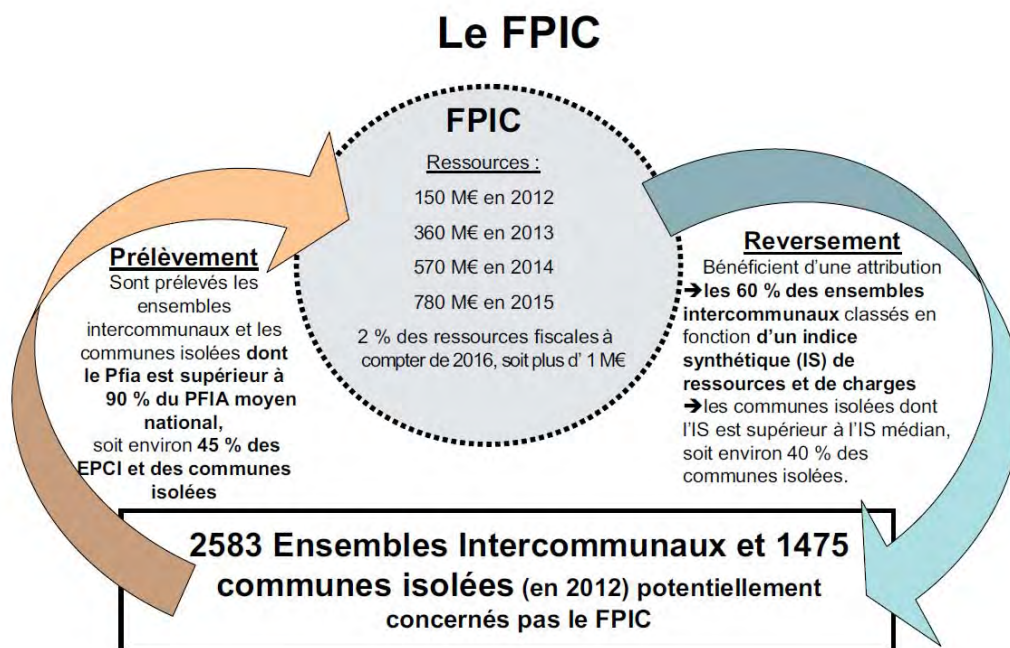 Le FPIC
FPIC
Ressources :
150 M€ en 2012
360 M€ en 2013
570 M€ en 2014
780 M€ en 2015
2 % des ressources fiscales à
compter de 2016, soit plus d' 1 M€
Prélèvement
Sont prélevés les
ensembles
intercommunaux et les
communes isolées dont
le Pfia est supérieur à
90 % du PFIA moyen
national,
soit environ 45 % des
EPCI et des communes
isolées
Reversement
Bénéficient d'une attribution
➔les 60 % des ensembles
intercommunaux classés en
fonction d'un indice
synthétique (IS) de
ressources et de charges
➔les communes isolées dont
l'IS est supérieur à l'IS médian,
soit environ 40 % des
communes isolées.
2583 Ensembles Intercommunaux et 1475
communes isolées (en 2012) potentiellement
concernés pas le FPIC